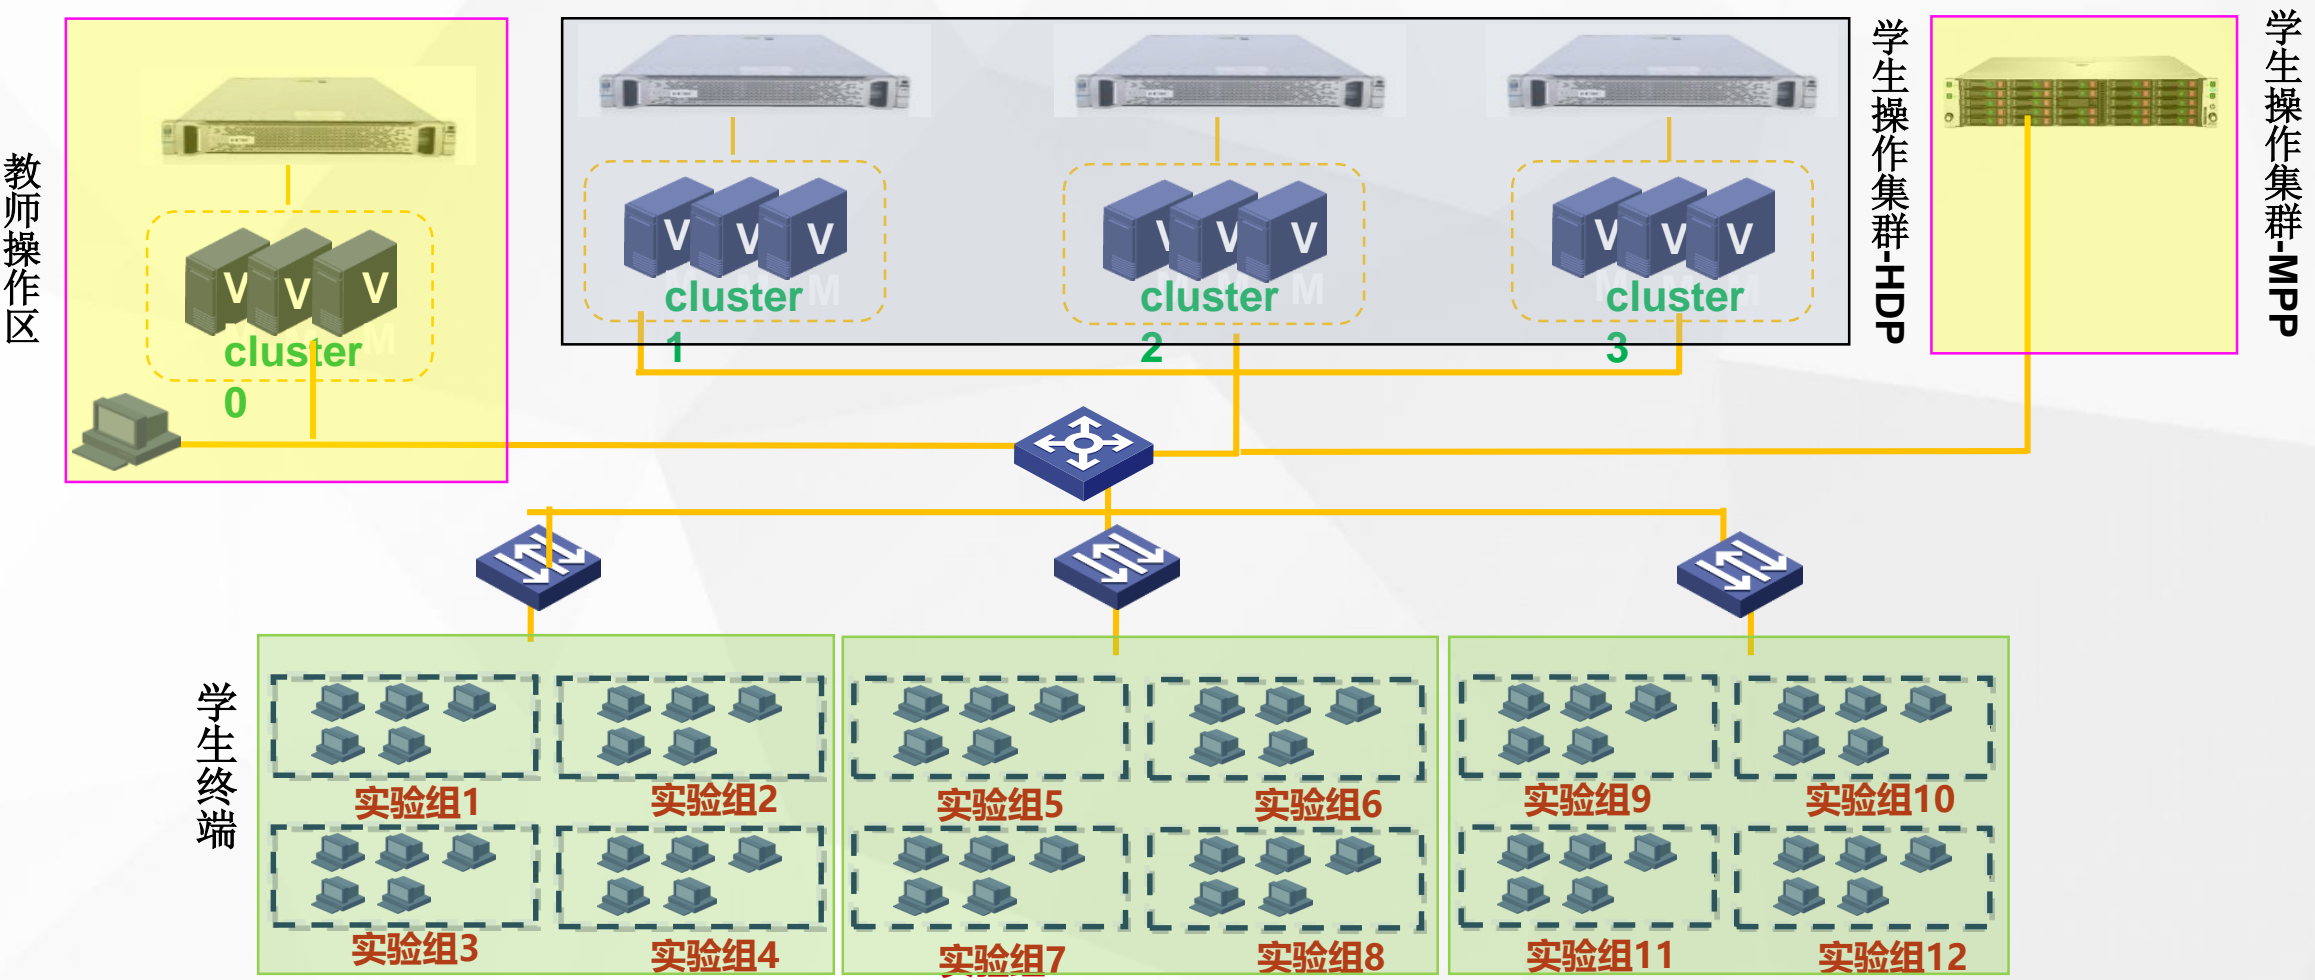 教师操作区
V
V
V
M
cluster
0
V
V
V
M
cluster
1
V
V
V
M
cluster
2
V
V
V
M
cluster
3
学生操作集群-HDP
学生操作集群-MPP
学生终端
实验组1
实验组2
实验组3
实验组4
实验组5
实验组6
实验组7
实验组8
实验组9
实验组10
实验组11
实验组12